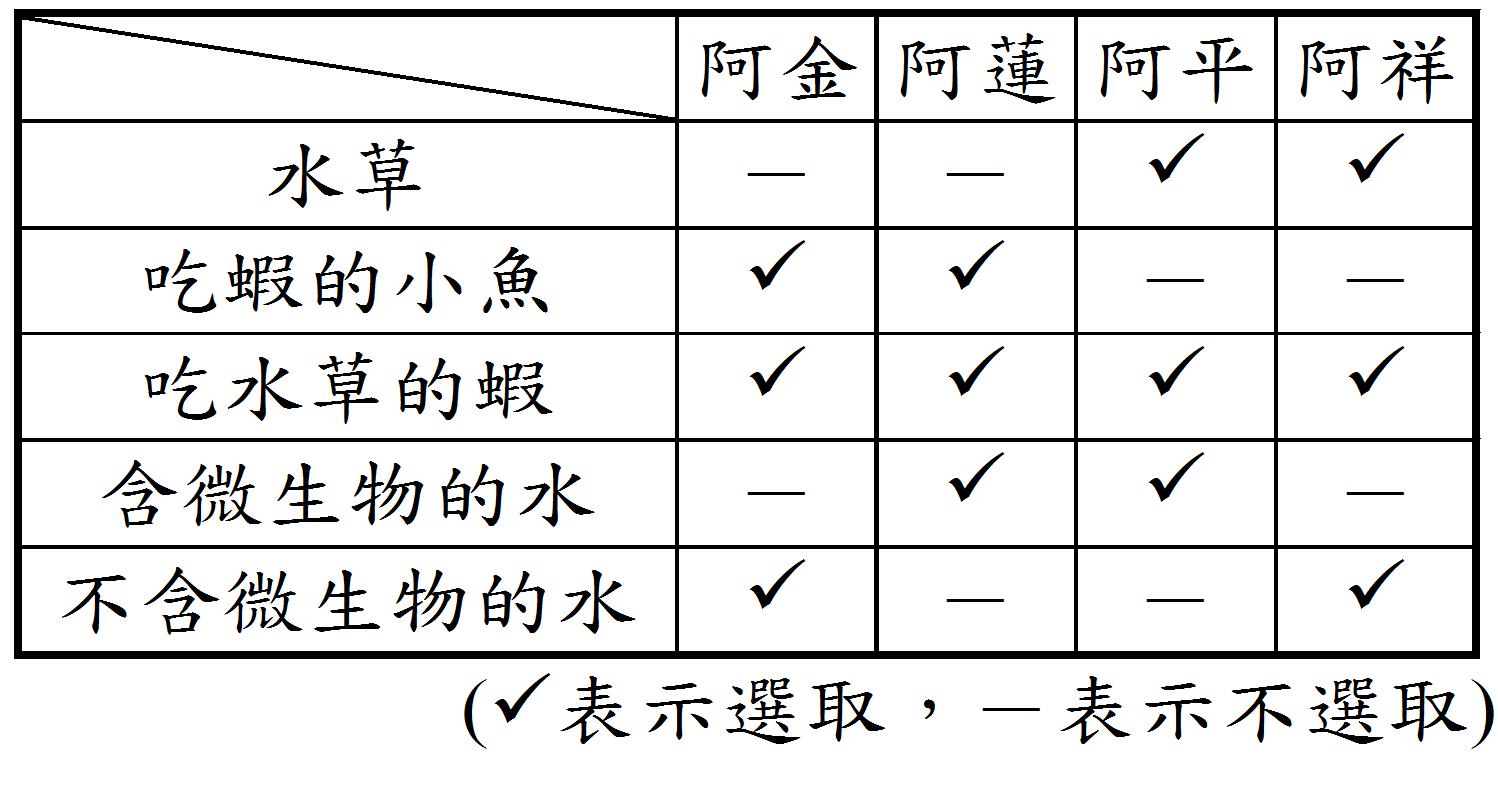 阿金 阿蓮 阿平 阿祥
水草 — — ✓ ✓
吃蝦的小魚 ✓ ✓ — —
吃水草的蝦 ✓ ✓ ✓ ✓
含微生物的水 — ✓ ✓ —
不含微生物的水 ✓ — — ✓
(✓表示選取，—表示不選取)